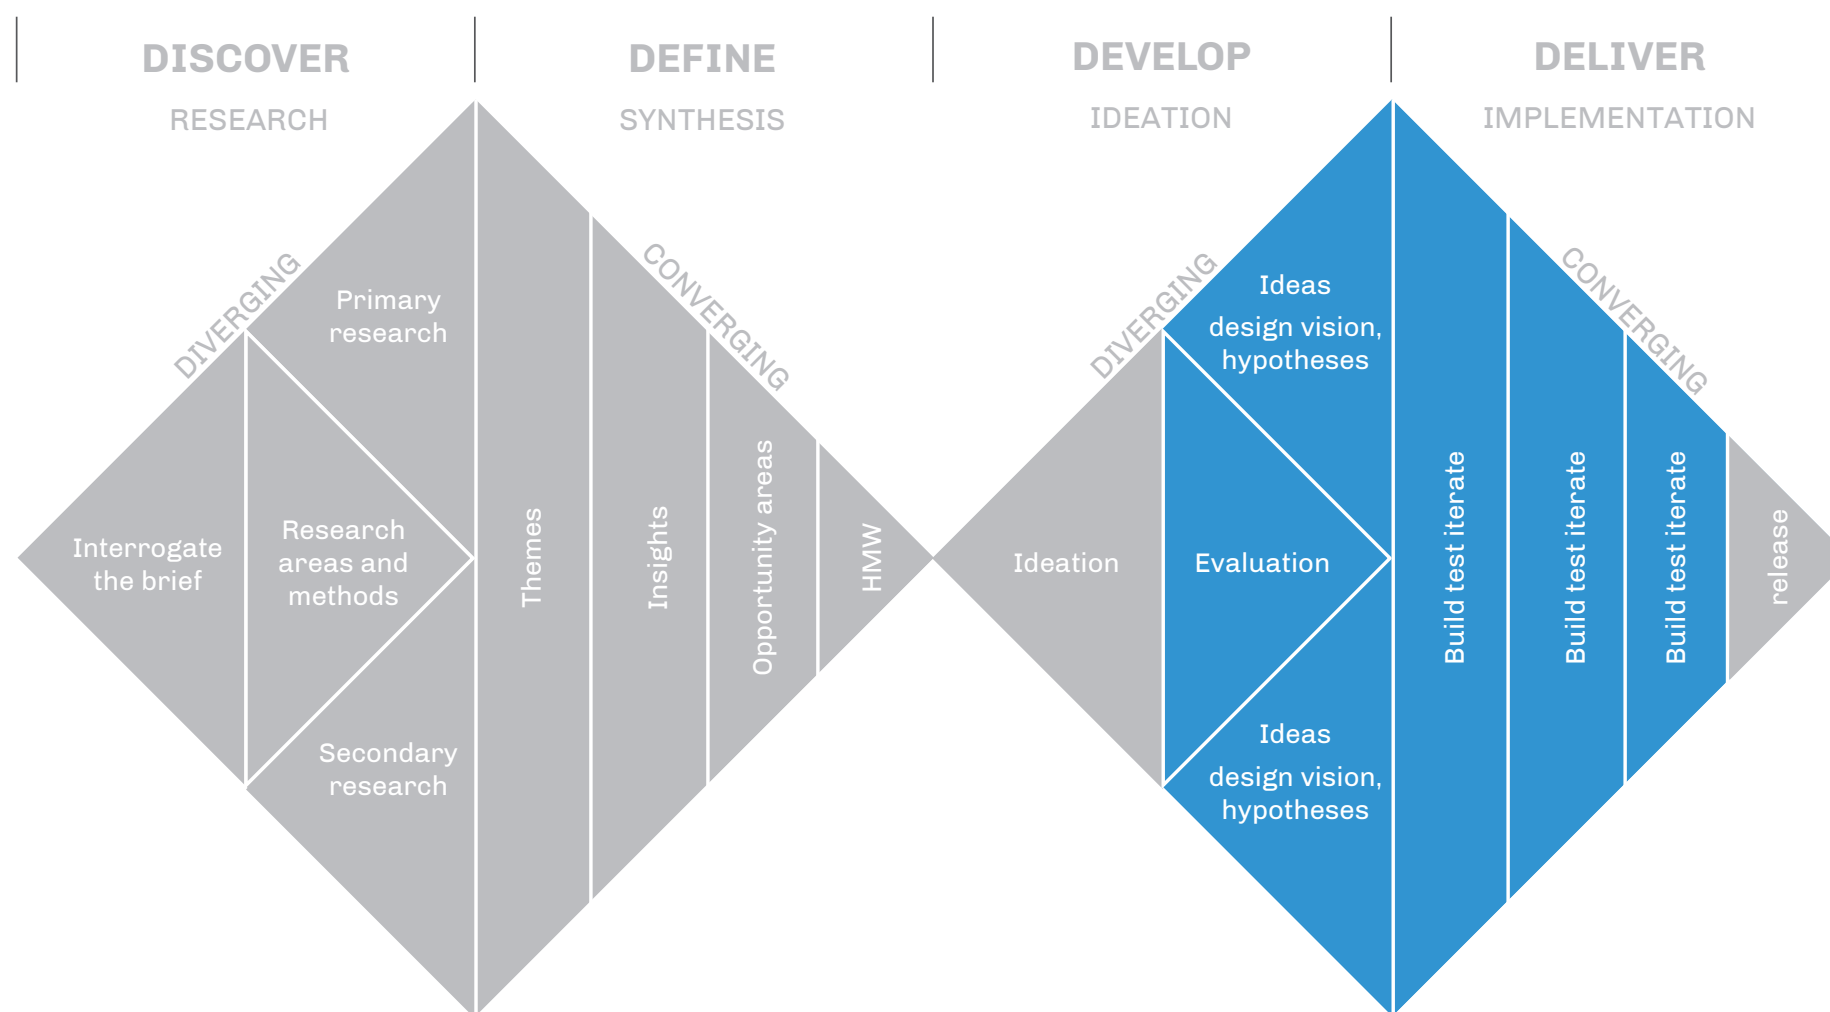 DISCOVER
RESEARCH
DEFINE
SYNTHESIS
DEVELOP
IDEATION
DELIVER
IMPLEMENTATION
DIVERGING
Primary
research
Interrogate
the brief
Research
areas and
methods
Secondary
research
CONVERGING
Themes
Insights
Opportunity areas
HMW
DIVERGING
Ideas
design vision,
hypotheses
Ideation
Evaluation
Ideas
design vision,
hypotheses
CONVERGING
Build test iterate
Build test iterate
Build test iterate
release